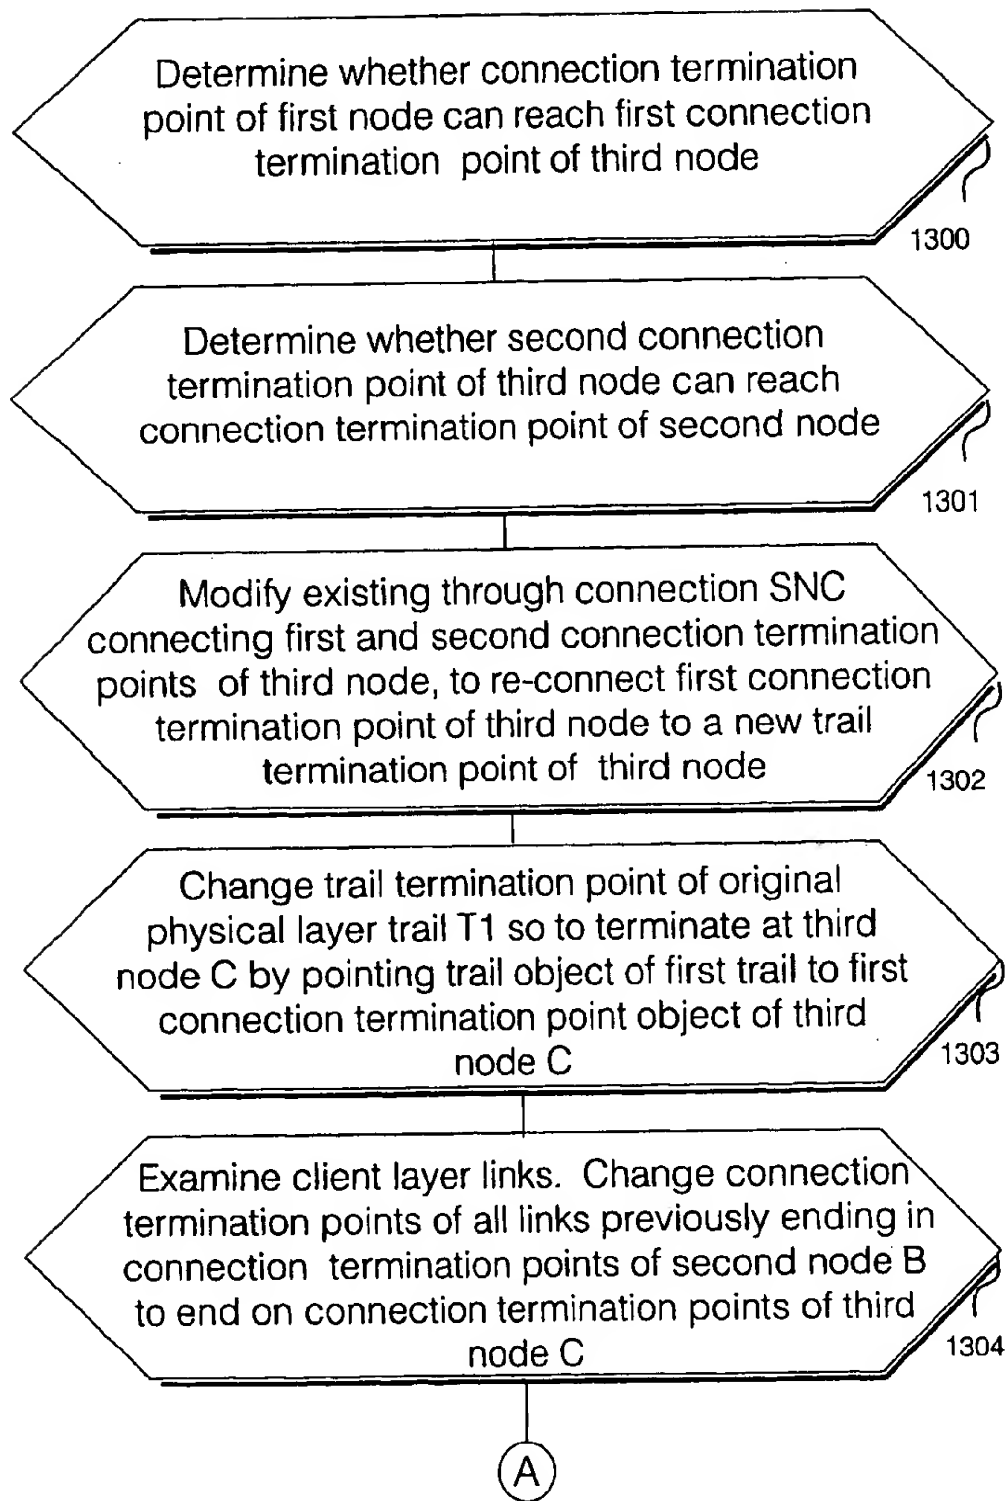 Determine whether connection termination
point of first node can reach first connection
termination point of third node
1300
Determine whether second connection
termination point of third node can reach
connection termination point of second node
1301
Modify existing through connection SNC
connecting first and second connection termination
points of third node, to re-connect first connection
termination point of third node to a new trail
termination point of third node
1302
Change trail termination point of original
physical layer trail T1 so to terminate at third
node C by pointing trail object of first trail to first
connection termination point object of third
node C
1303
Examine client layer links. Change connection
termination points of all links previously ending in
connection termination points of second node B
to end on connection termination points of third
node C
1304
A